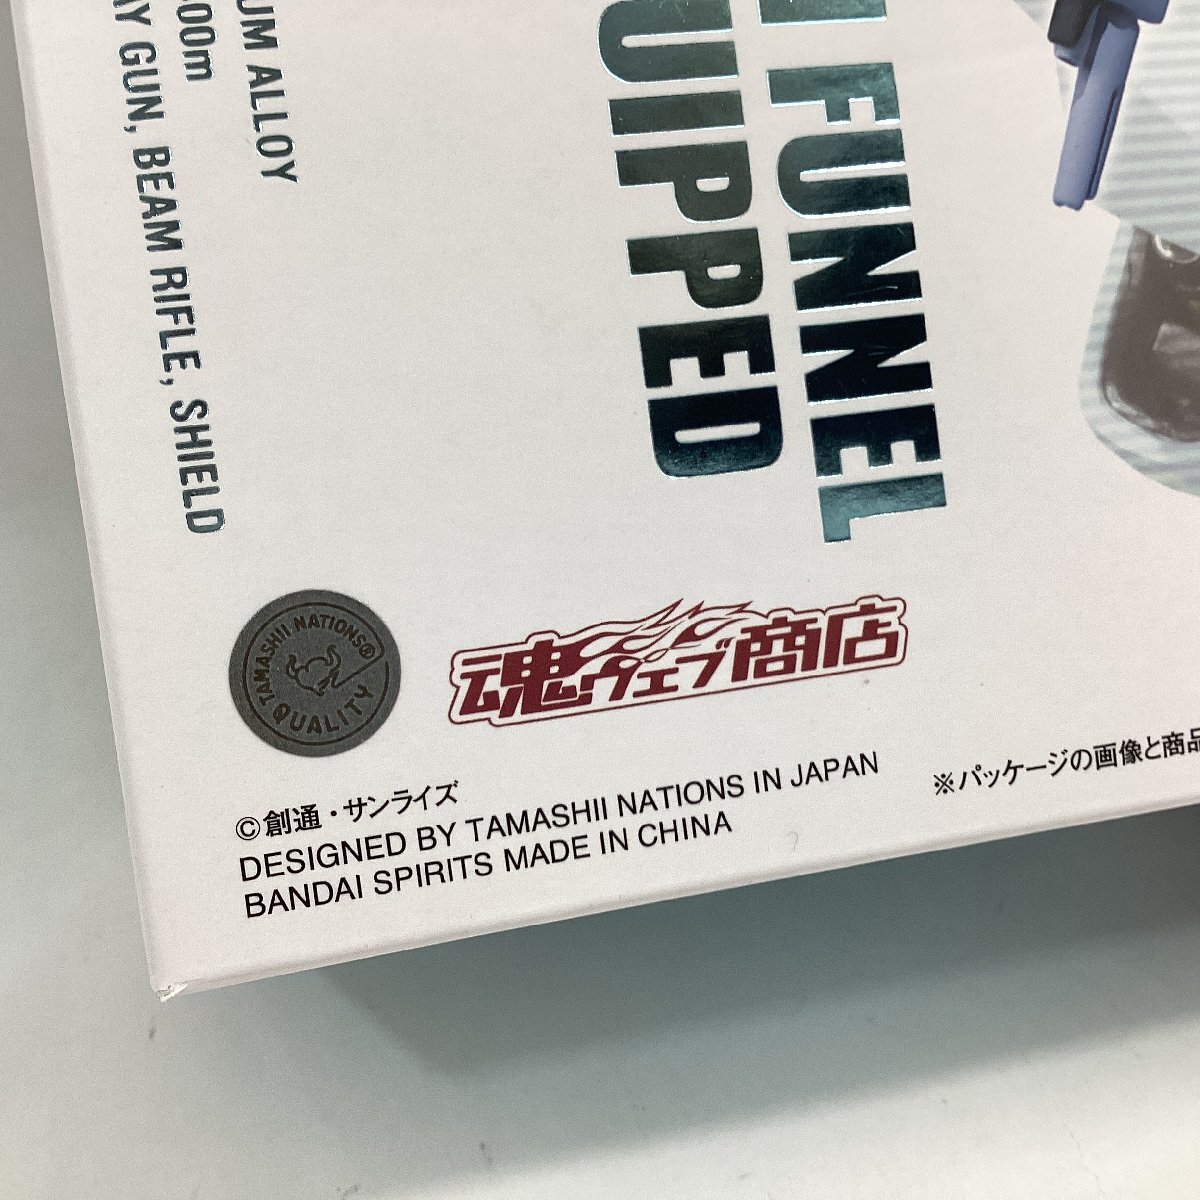 UM ALLOY
00m
AY GUN, BEAM RIFLE, SHIELD
FUNNEL
UIPPED
TAMASHII NATIONS®
QUALITY
魂ウェブ商店
©創通・サンライズ
DESIGNED BY TAMASHII NATIONS IN JAPAN
BANDAI SPIRITS MADE IN CHINA
※パッケージの画像と商品